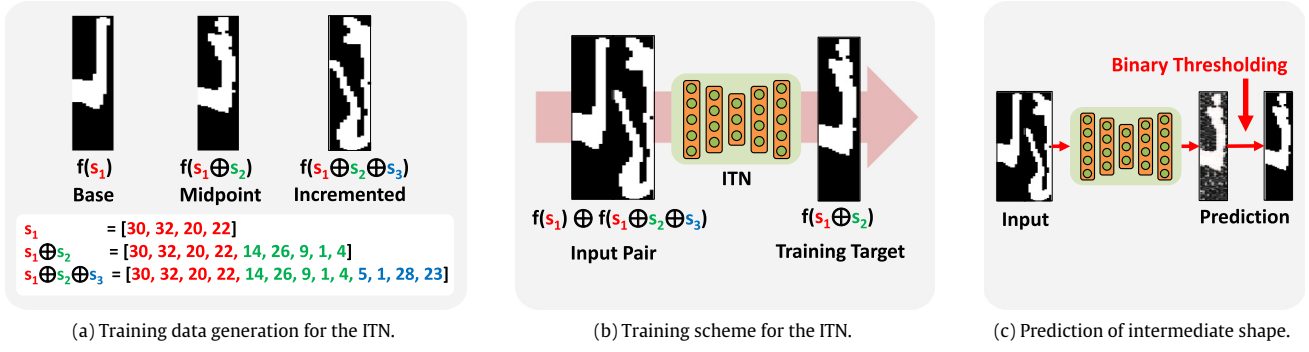 f(s₁)
Base
f(s₁⊕s₂)
Midpoint
f(s₁⊕s₂⊕s₃)
Incremented
s₁ = [30, 32, 20, 22]
s₁⊕s₂ = [30, 32, 20, 22, 14, 26, 9, 1, 4]
s₁⊕s₂⊕s₃ = [30, 32, 20, 22, 14, 26, 9, 1, 4, 5, 1, 28, 23]
(a) Training data generation for the ITN.
ITN
f(s₁) ⊕ f(s₁⊕s₂⊕s₃)
Input Pair
f(s₁⊕s₂)
Training Target
(b) Training scheme for the ITN.
Binary Thresholding
Input
Prediction
(c) Prediction of intermediate shape.